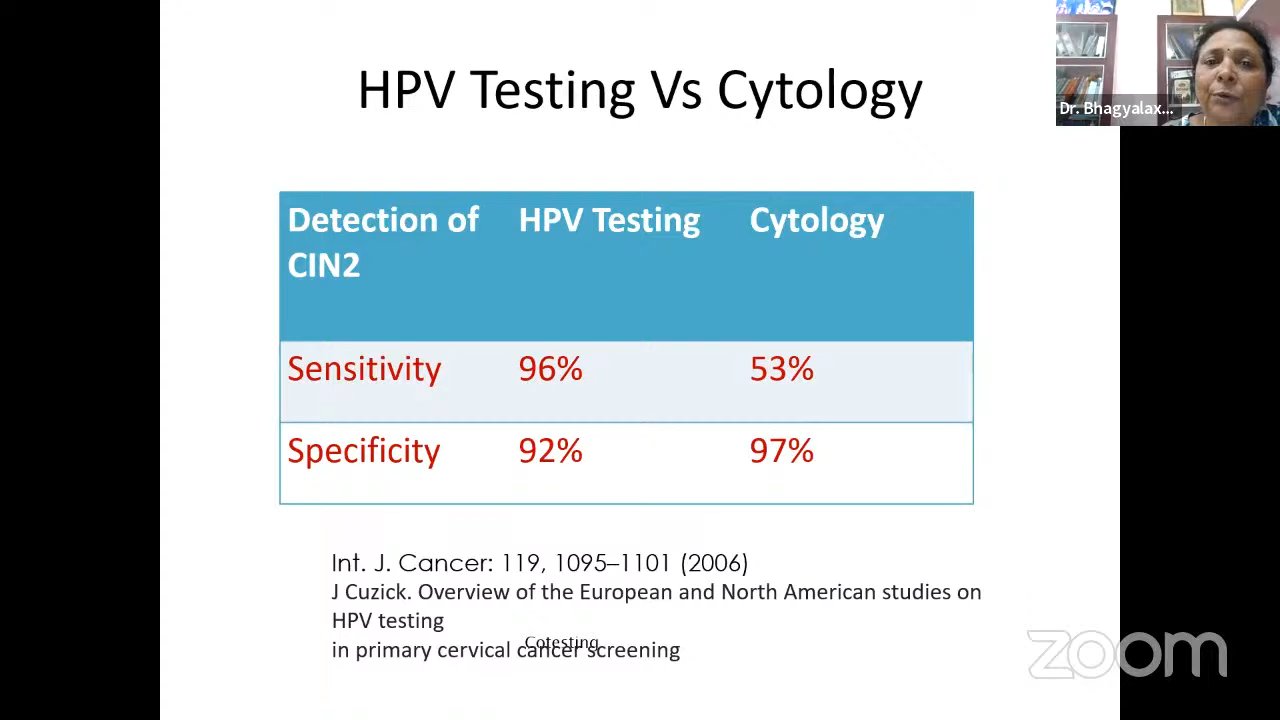 HPV Testing Vs Cytology
Dr. Bhagyalax...
Detection of HPV Testing Cytology
CIN2
Sensitivity 96% 53%
Specificity 92% 97%
Int. J. Cancer: 119, 1095–1101 (2006)
J Cuzick. Overview of the European and North American studies on
HPV testing
Cotesting
in primary cervical cancer screening
zoom